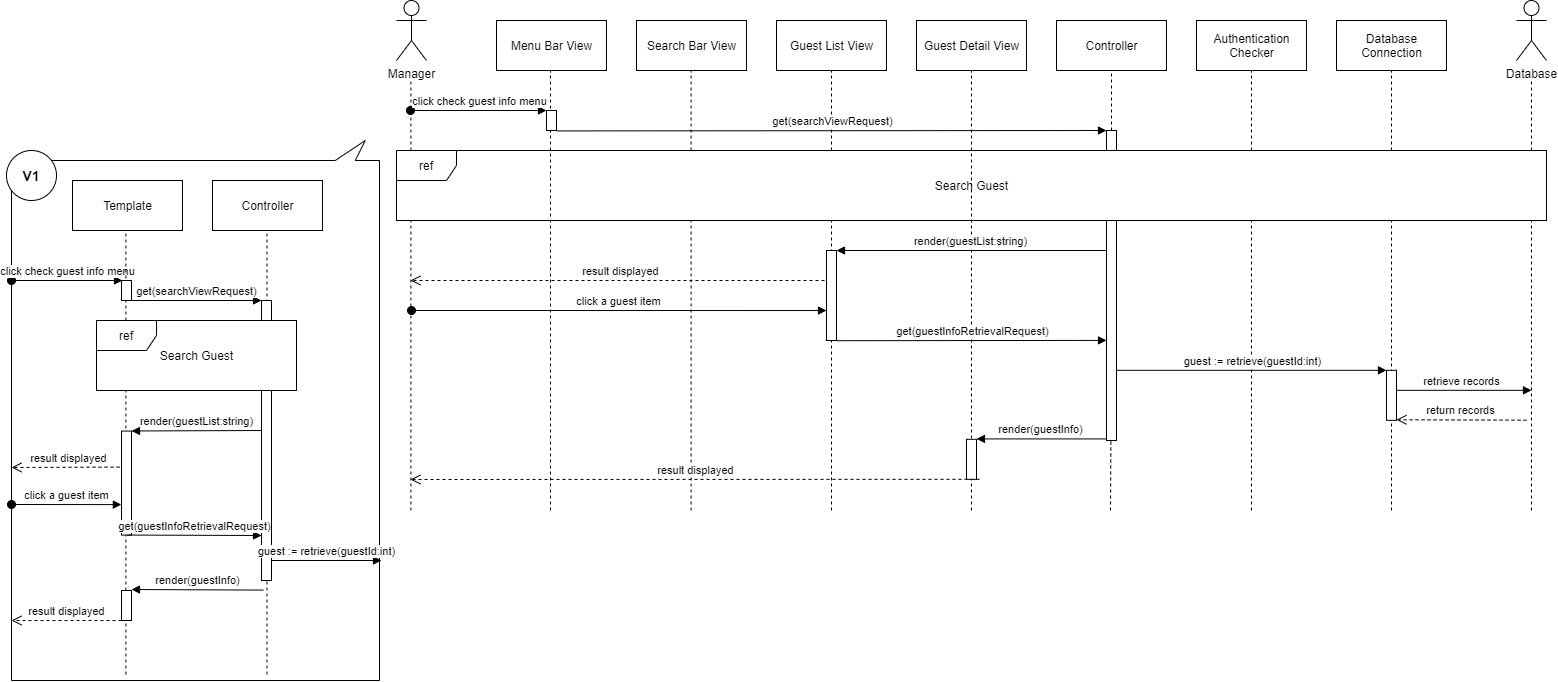 Manager
Menu Bar View
Search Bar View
Guest List View
Guest Detail View
Controller
Authentication
Checker
Database
Connection
Database
click check guest info menu
get(searchViewRequest)
ref
Search Guest
render(guestList:string)
result displayed
click a guest item
get(guestInfoRetrievalRequest)
guest := retrieve(guestId:int)
retrieve records
return records
render(guestInfo)
result displayed
V1
Template
Controller
click check guest info menu
get(searchViewRequest)
ref
Search Guest
render(guestList:string)
result displayed
click a guest item
get(guestInfoRetrievalRequest)
guest := retrieve(guestId:int)
render(guestInfo)
result displayed